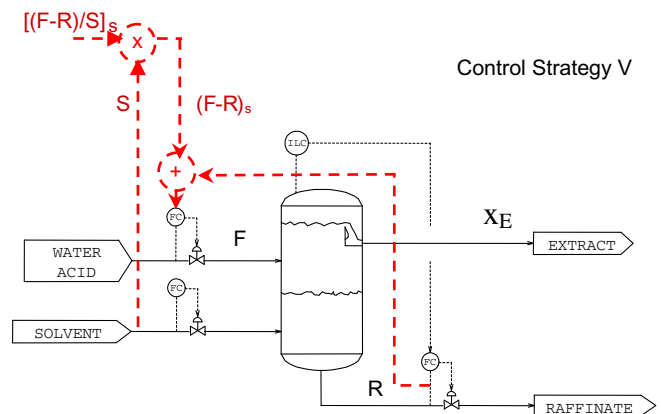 [(F-R)/S]s
x
Control Strategy V
S
(F-R)s
ILC
+
FC
F
XE
WATER
ACID
EXTRACT
FC
SOLVENT
FC
R
RAFFINATE